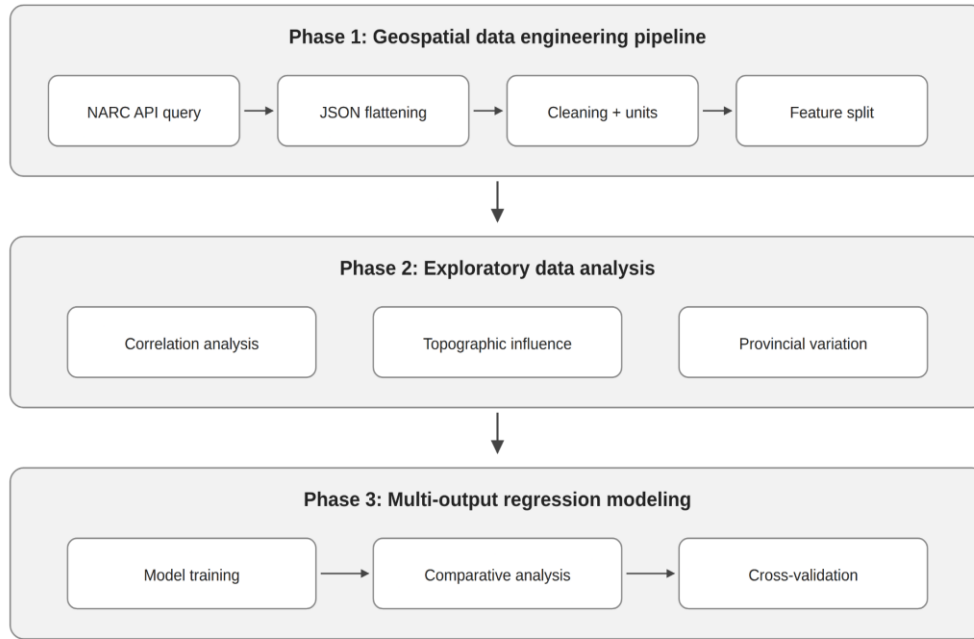 Phase 1: Geospatial data engineering pipeline
NARC API query
JSON flattening
Cleaning + units
Feature split
Phase 2: Exploratory data analysis
Correlation analysis
Topographic influence
Provincial variation
Phase 3: Multi-output regression modeling
Model training
Comparative analysis
Cross-validation